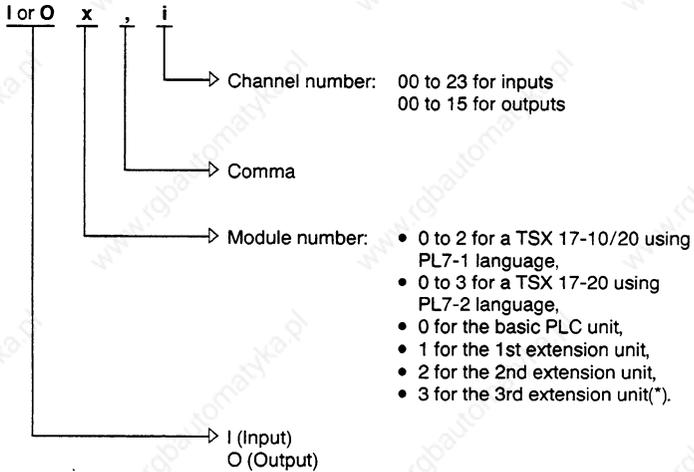 I or O x , i
Channel number: 00 to 23 for inputs
00 to 15 for outputs
Comma
Module number: • 0 to 2 for a TSX 17-10/20 using
PL7-1 language,
• 0 to 3 for a TSX 17-20 using
PL7-2 language,
• 0 for the basic PLC unit,
• 1 for the 1st extension unit,
• 2 for the 2nd extension unit,
• 3 for the 3rd extension unit(*).
I (Input)
O (Output)
www.rgbautomatyka.pl